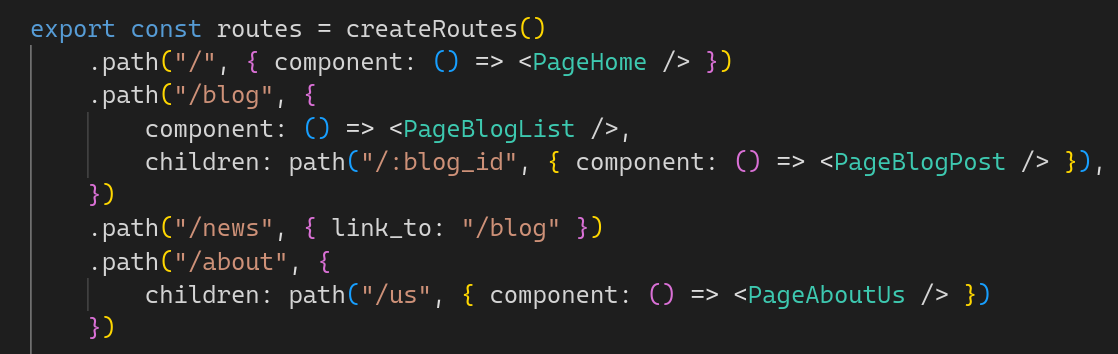 export const routes = createRoutes()
    .path("/", { component: () => <PageHome /> })
    .path("/blog", {
        component: () => <PageBlogList />,
        children: path("/:blog_id", { component: () => <PageBlogPost /> }),
    })
    .path("/news", { link_to: "/blog" })
    .path("/about", {
        children: path("/us", { component: () => <PageAboutUs /> })
    })